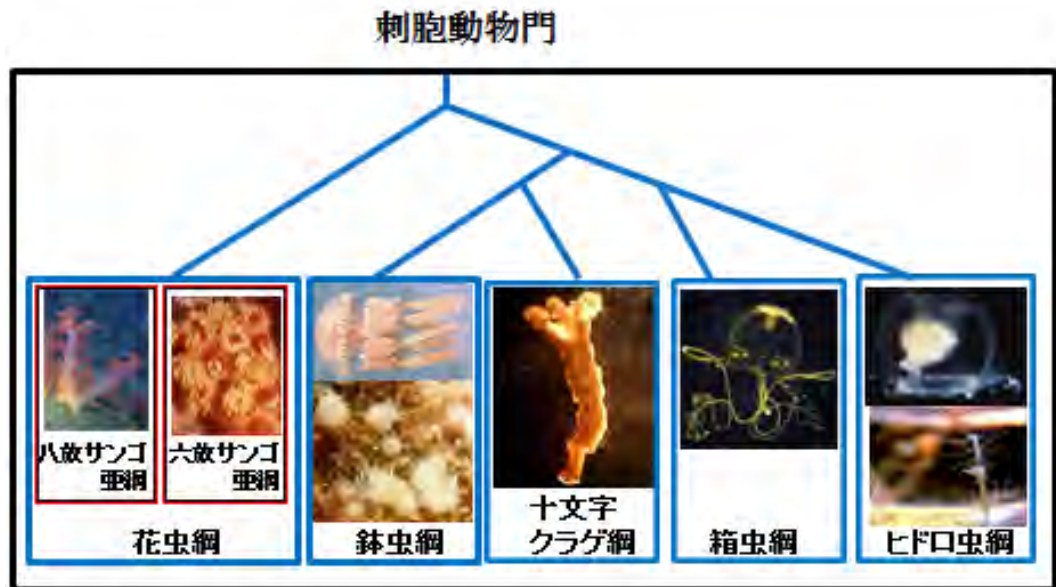 刺胞動物門
八放サンゴ
亜綱
六放サンゴ
亜綱
花虫綱
鉢虫綱
十文字
クラゲ綱
箱虫綱
ヒドロ虫綱